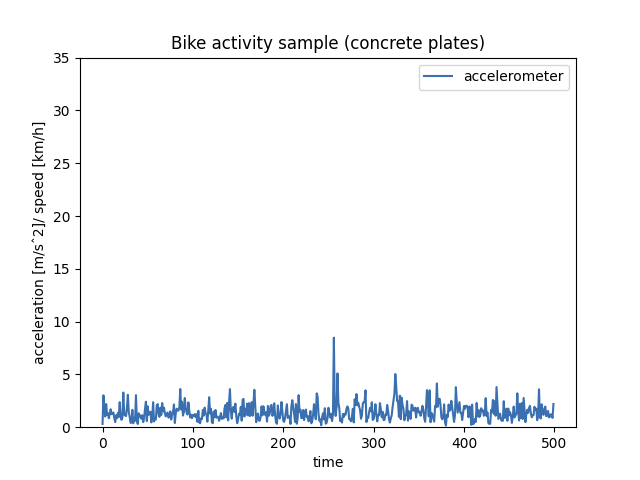 Bike activity sample (concrete plates)
accelerometer
acceleration [m/sˆ2]/ speed [km/h]
35
30
25
20
15
10
5
0
0 100 200 300 400 500
time